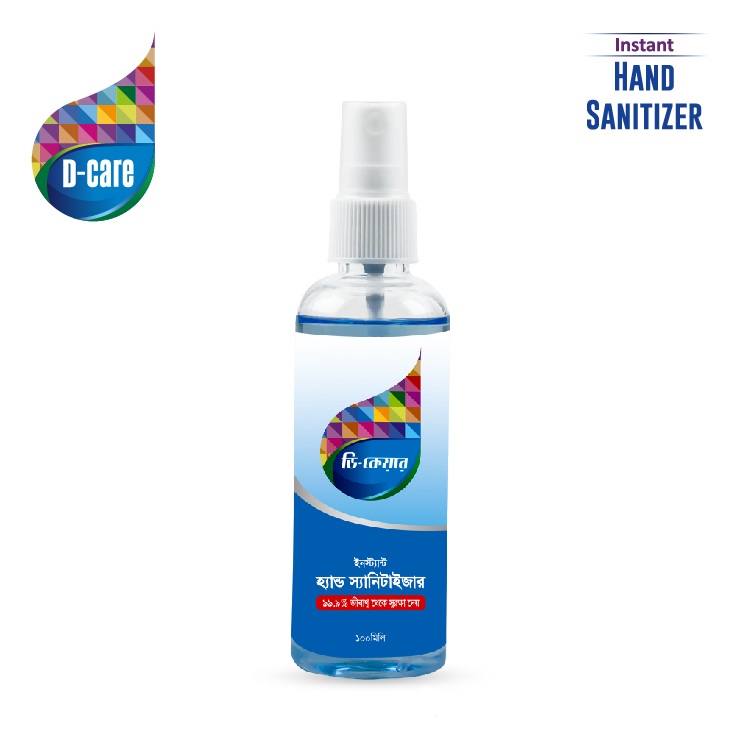 D-care
Instant
HAND
SANITIZER
ডি-কেয়ার
ইনস্ট্যান্ট
হ্যান্ড স্যানিটাইজার
৯৯.৯% জীবাণু থেকে সুরক্ষা দেয়
১০০মিলি